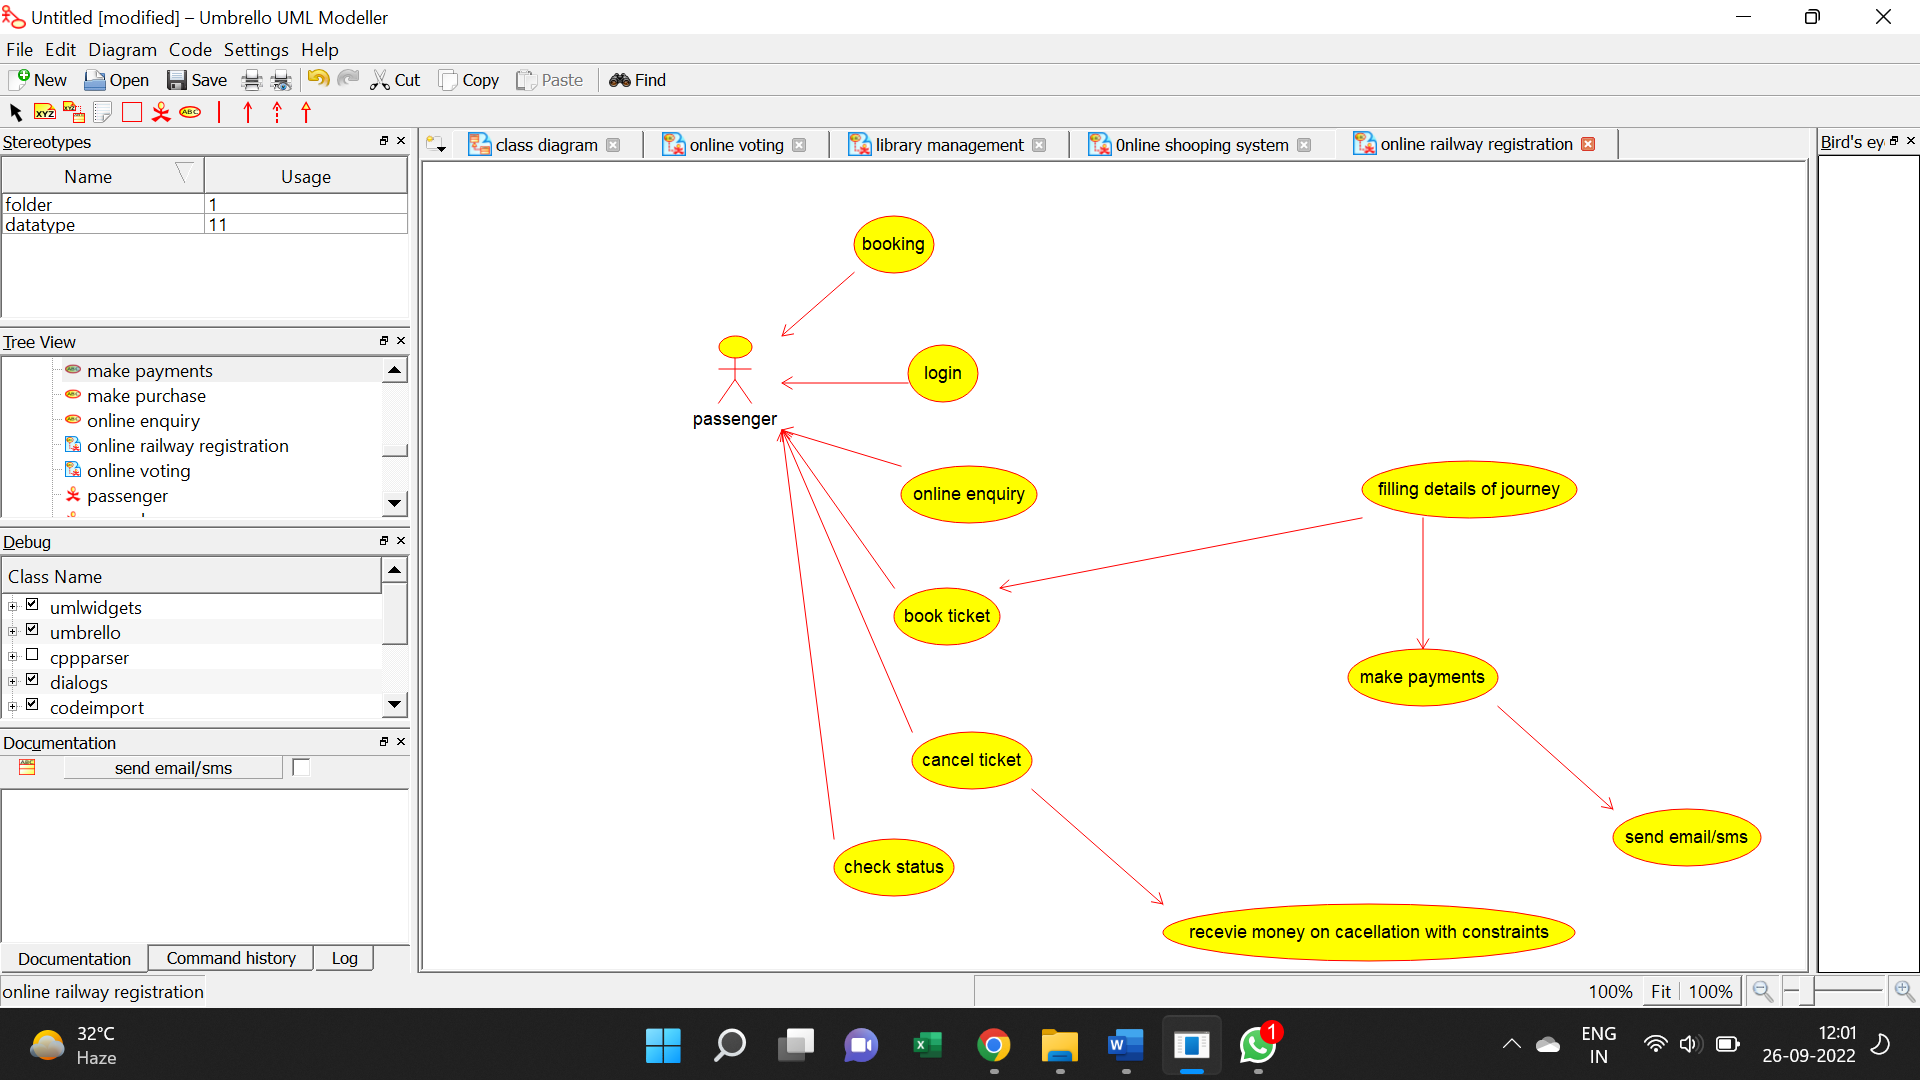 Untitled [modified] – Umbrello UML Modeller
File Edit Diagram Code Settings Help
New Open Save Cut Copy Paste Find
XYZ XYZ ABC
Stereotypes
Name Usage
folder 1
datatype 11
Tree View
make payments
make purchase
online enquiry
online railway registration
online voting
passenger
Debug
Class Name
umlwidgets
umbrello
cppparser
dialogs
codeimport
Documentation
send email/sms
Documentation Command history Log
class diagram online voting library management 0nline shooping system online railway registration
Bird's ey
booking
login
passenger
online enquiry
filling details of journey
book ticket
make payments
cancel ticket
send email/sms
check status
recevie money on cacellation with constraints
online railway registration
100% Fit 100%
32°C
Haze
1
ENG
IN
12:01
26-09-2022